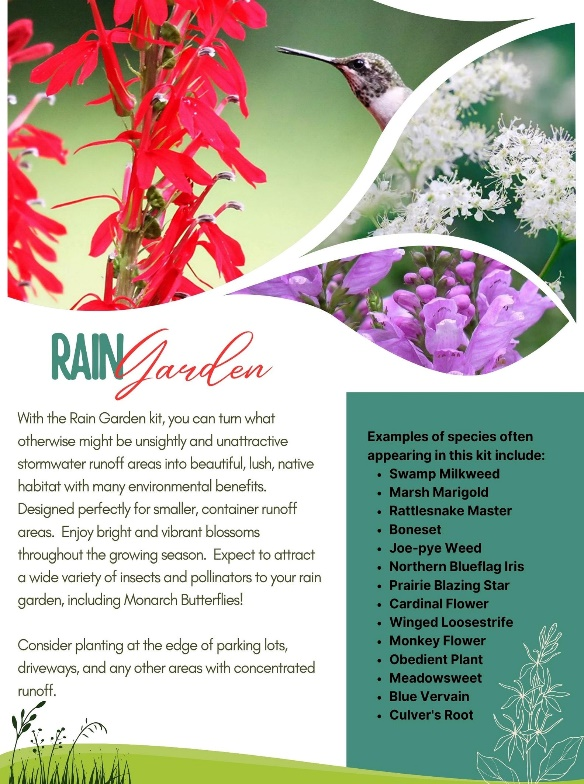 RAIN Garden
With the Rain Garden kit, you can turn what
otherwise might be unsightly and unattractive
stormwater runoff areas into beautiful, lush, native
habitat with many environmental benefits.
Designed perfectly for smaller, container runoff
areas.  Enjoy bright and vibrant blossoms
throughout the growing season.  Expect to attract
a wide variety of insects and pollinators to your rain
garden, including Monarch Butterflies!
Consider planting at the edge of parking lots,
driveways, and any other areas with concentrated
runoff.
Examples of species often
appearing in this kit include:
• Swamp Milkweed
• Marsh Marigold
• Rattlesnake Master
• Boneset
• Joe-pye Weed
• Northern Blueflag Iris
• Prairie Blazing Star
• Cardinal Flower
• Winged Loosestrife
• Monkey Flower
• Obedient Plant
• Meadowsweet
• Blue Vervain
• Culver's Root